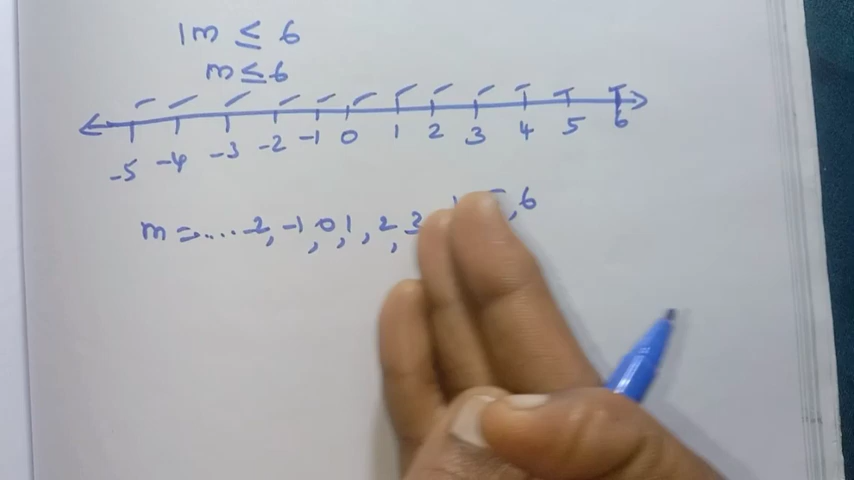 1m ≤ 6
m ≤ 6
-5 -4 -3 -2 -1 0 1 2 3 4 5 6
m = .... -2, -1, 0, 1, 2, 3 , 6